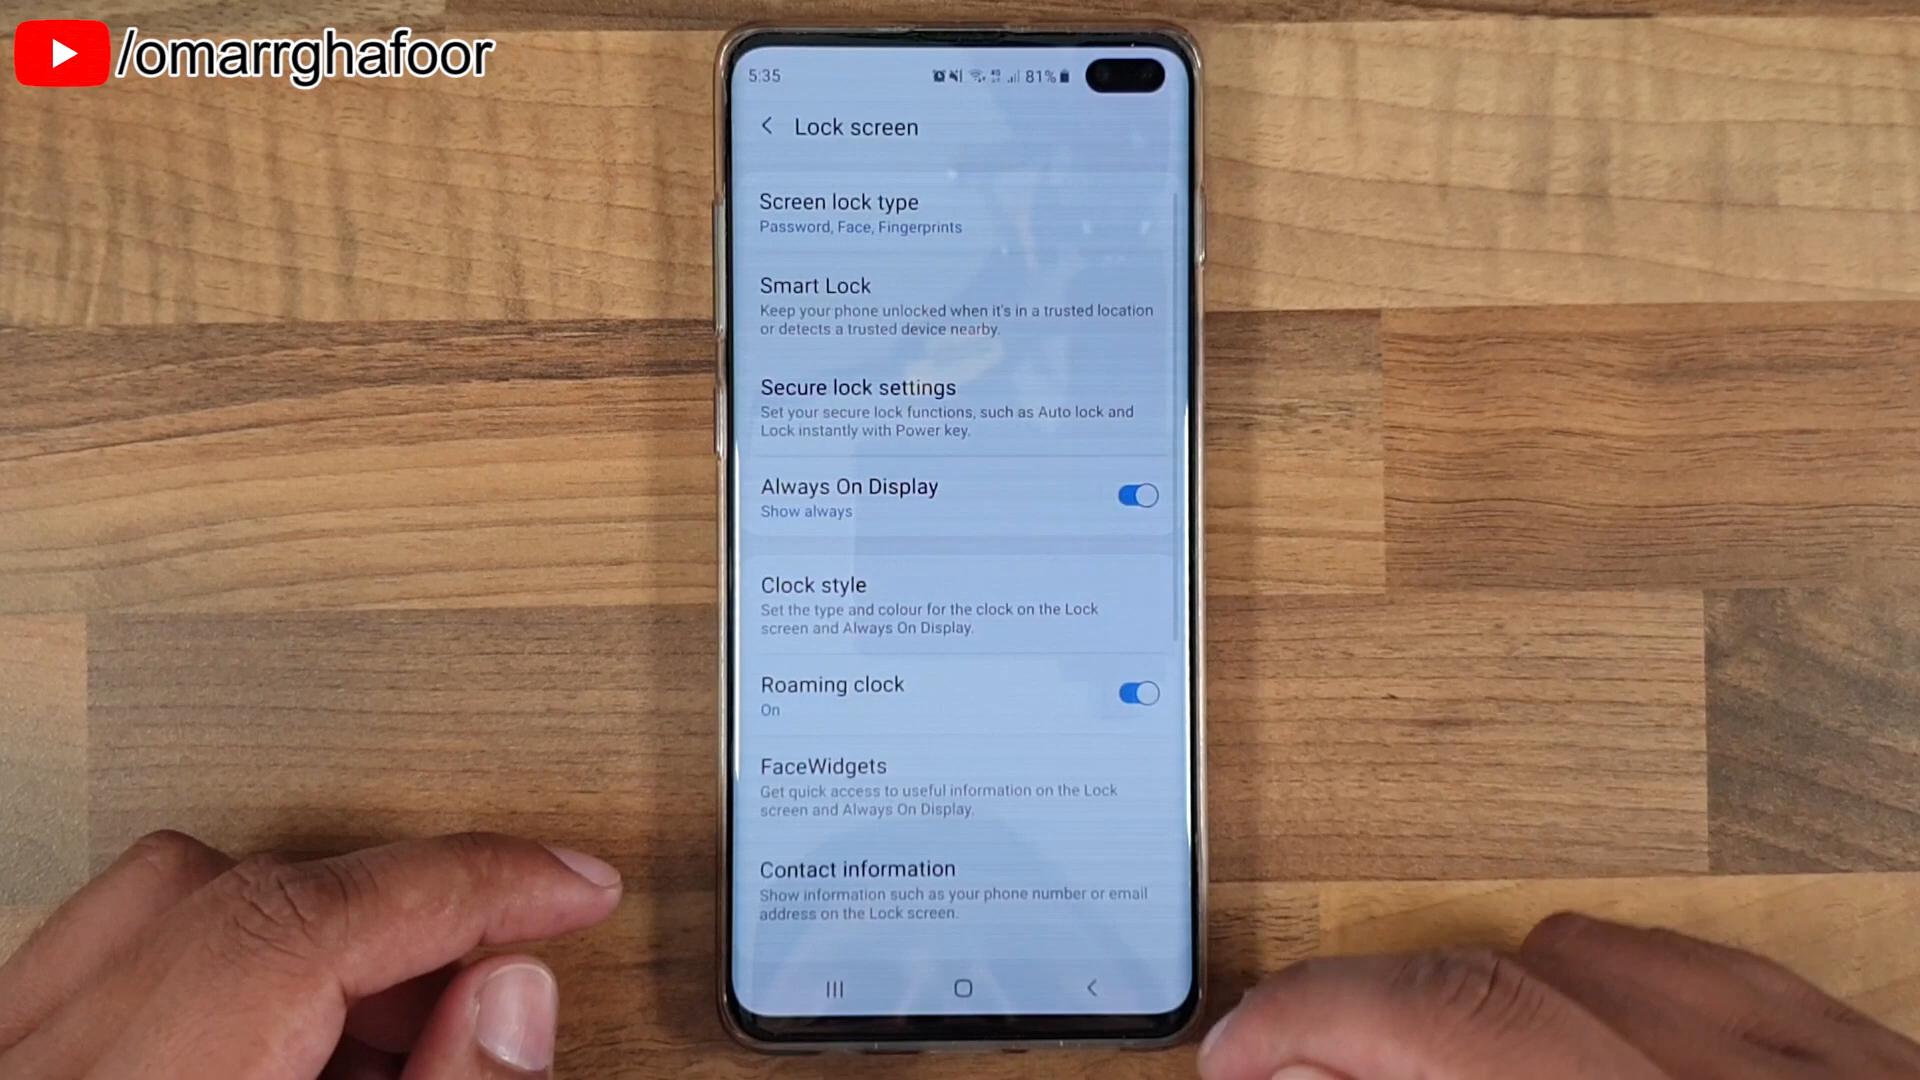 /omarrghafoor
5:35
81%
Lock screen
Screen lock type
Password, Face, Fingerprints
Smart Lock
Keep your phone unlocked when it's in a trusted location
or detects a trusted device nearby.
Secure lock settings
Set your secure lock functions, such as Auto lock and
Lock instantly with Power key.
Always On Display
Show always
Clock style
Set the type and colour for the clock on the Lock
screen and Always On Display.
Roaming clock
On
FaceWidgets
Get quick access to useful information on the Lock
screen and Always On Display.
Contact information
Show information such as your phone number or email
address on the Lock screen.